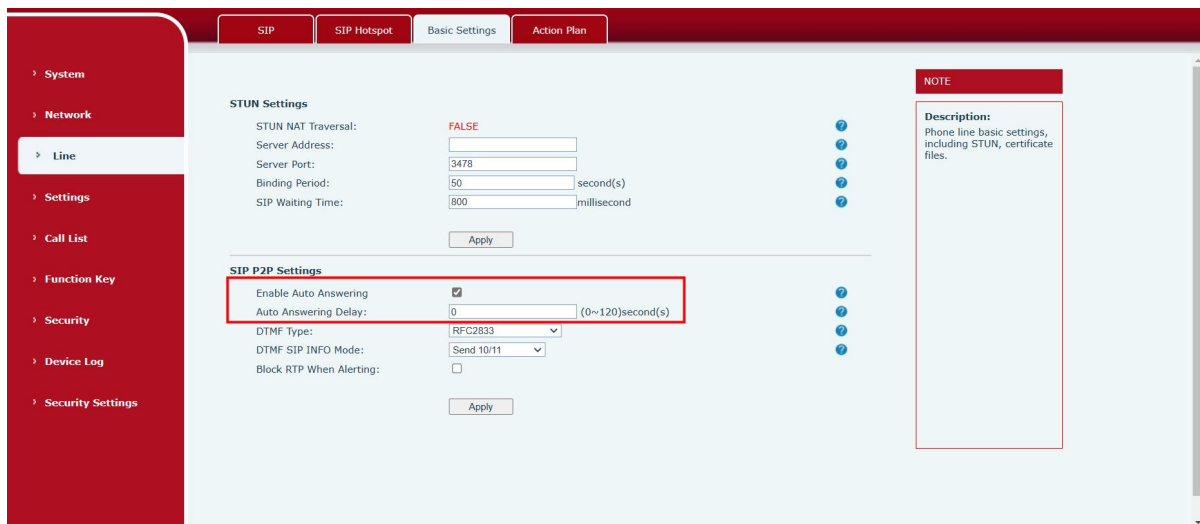 SIP
SIP Hotspot
Basic Settings
Action Plan
› System
› Network
› Line
› Settings
› Call List
› Function Key
› Security
› Device Log
› Security Settings
STUN Settings
STUN NAT Traversal: FALSE
Server Address:
Server Port: 3478
Binding Period: 50 second(s)
SIP Waiting Time: 800 millisecond
Apply
SIP P2P Settings
Enable Auto Answering
Auto Answering Delay: 0 (0~120)second(s)
DTMF Type: RFC2833
DTMF SIP INFO Mode: Send 10/11
Block RTP When Alerting:
Apply
NOTE
Description:
Phone line basic settings,
including STUN, certificate
files.